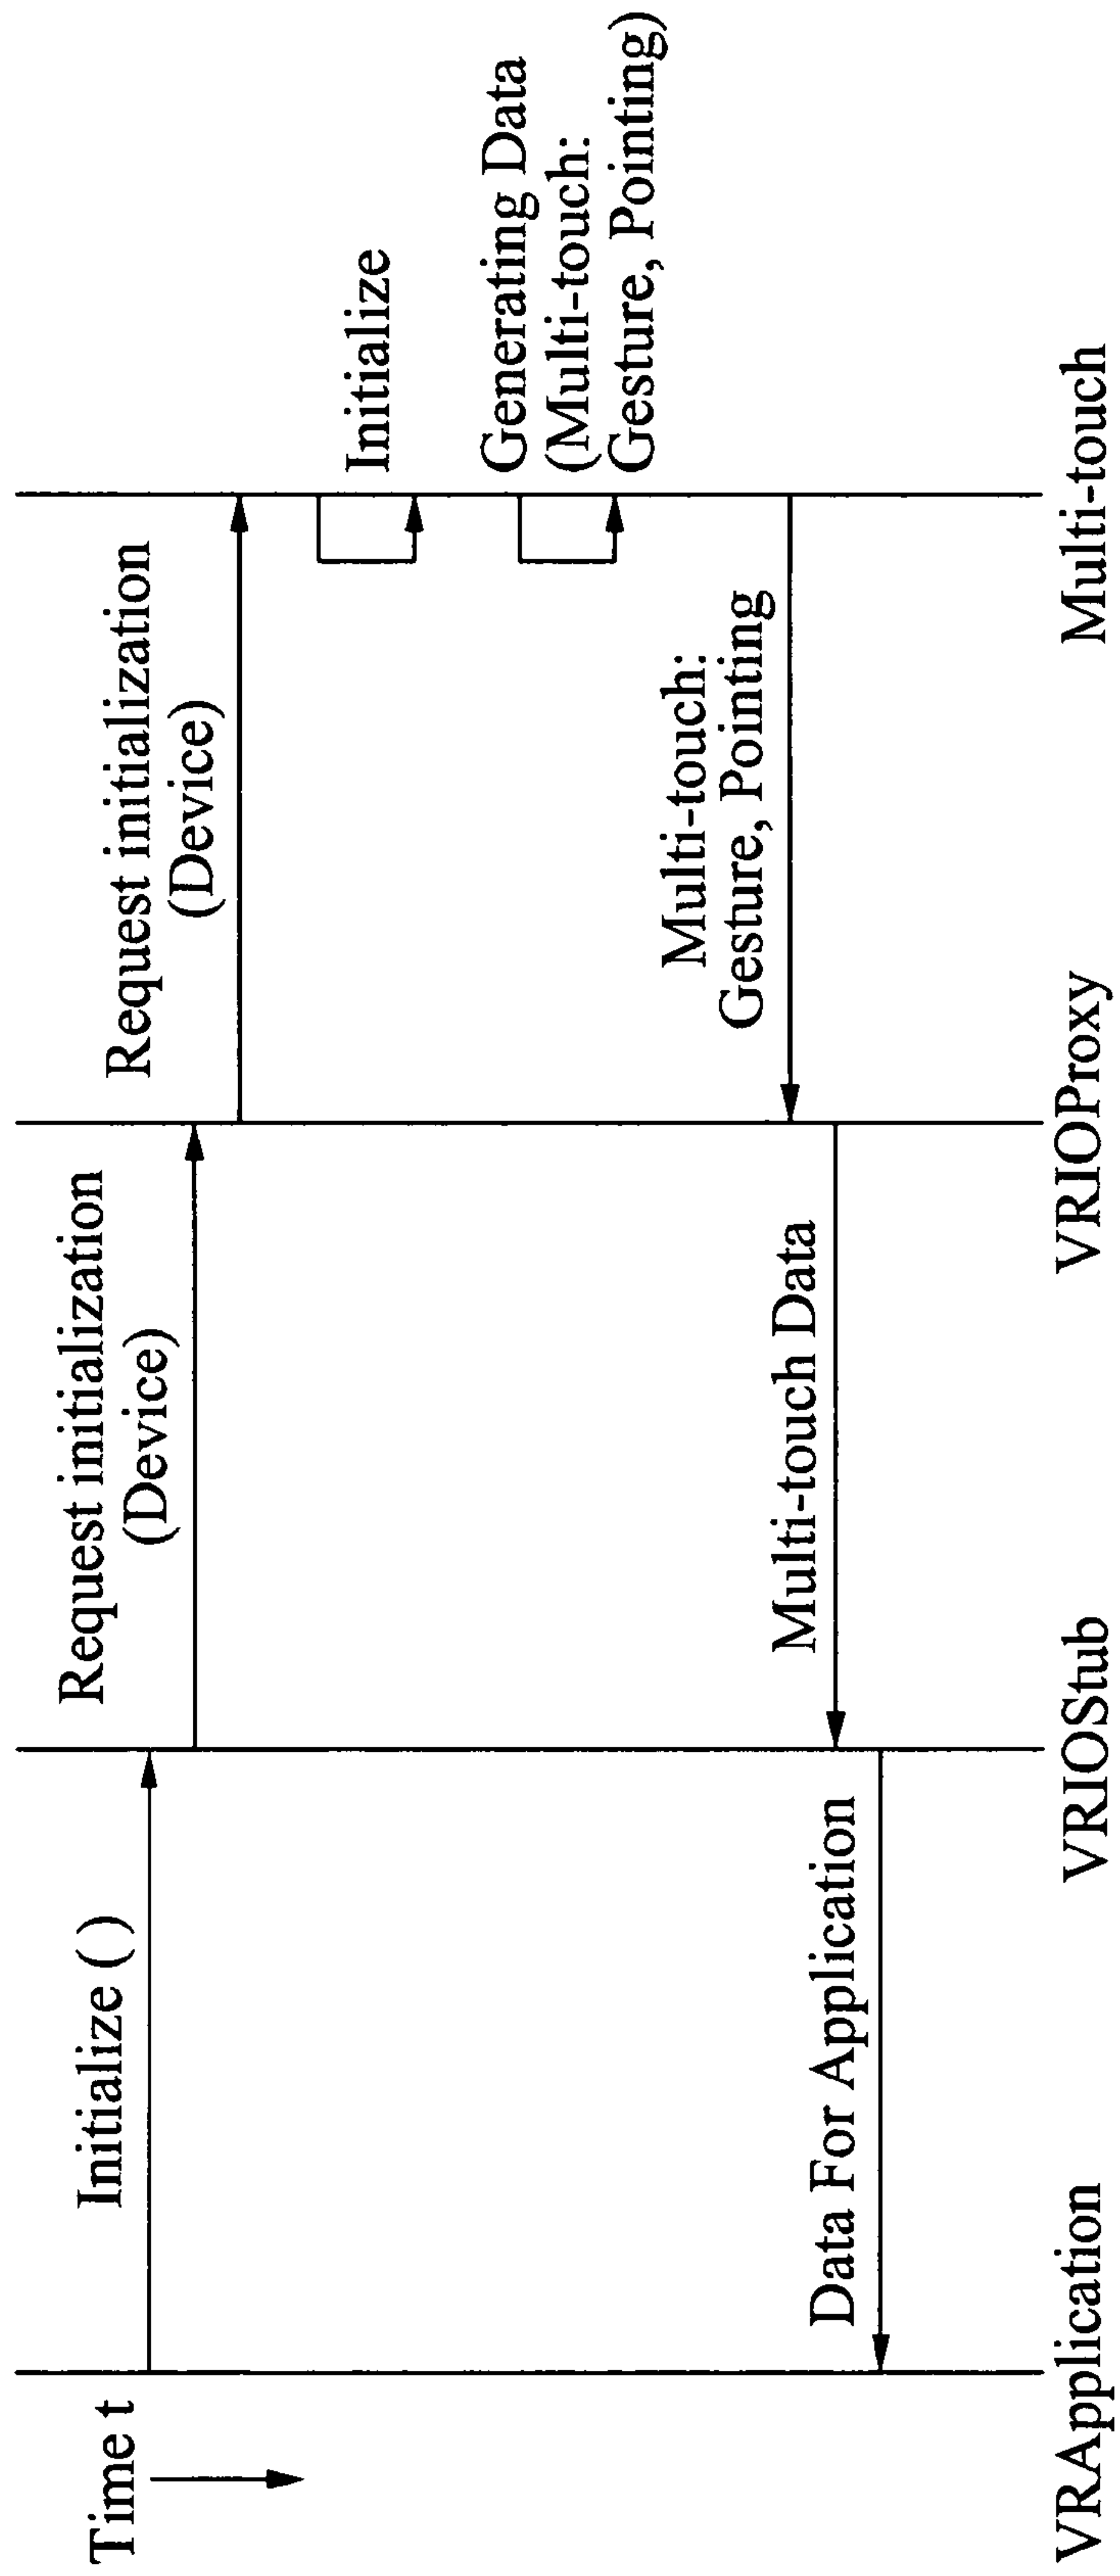 Time t
Initialize ( )
Request initialization
(Device)
Request initialization
(Device)
Initialize
Generating Data
(Multi-touch:
Gesture, Pointing)
Multi-touch:
Gesture, Pointing
Multi-touch Data
Data For Application
VRApplication
VRIOStub
VRIOProxy
Multi-touch